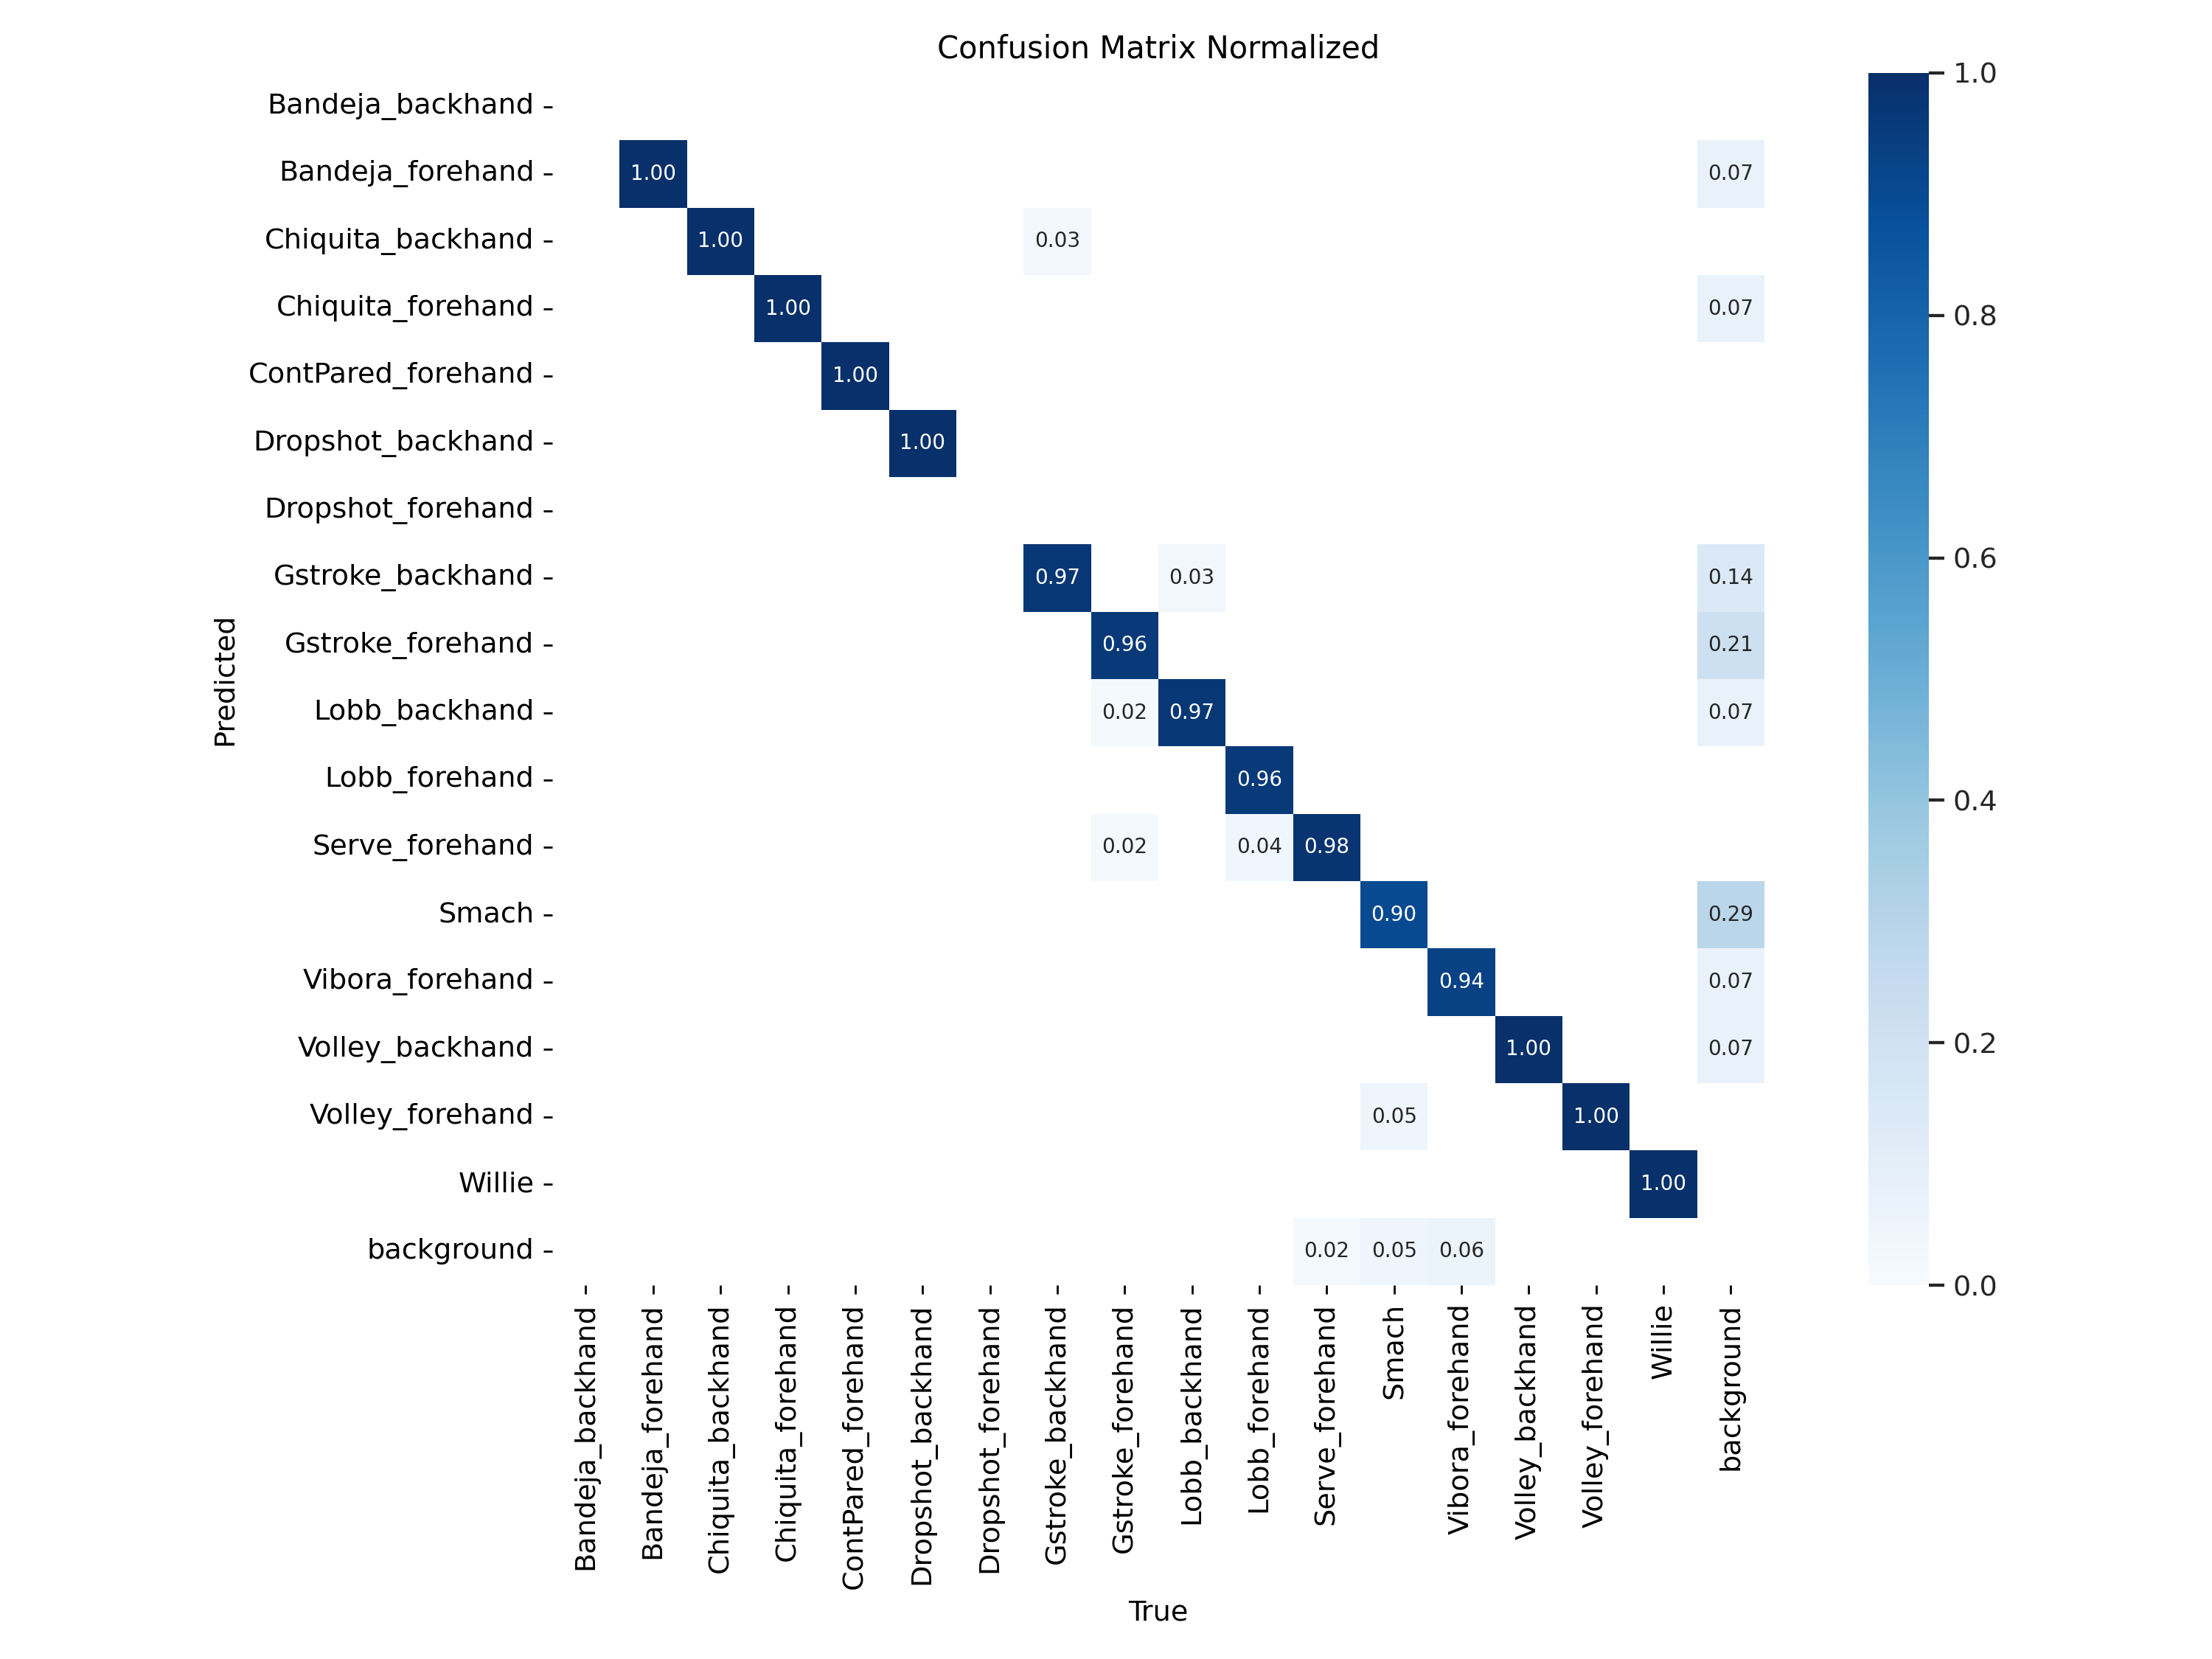 Confusion Matrix Normalized
Bandeja_backhand
Bandeja_forehand 1.00 0.07
Chiquita_backhand 1.00 0.03
Chiquita_forehand 1.00 0.07
ContPared_forehand 1.00
Dropshot_backhand 1.00
Dropshot_forehand
Gstroke_backhand 0.97 0.03 0.14
Gstroke_forehand 0.96 0.21
Lobb_backhand 0.02 0.97 0.07
Lobb_forehand 0.96
Serve_forehand 0.02 0.04 0.98
Smach 0.90 0.29
Vibora_forehand 0.94 0.07
Volley_backhand 1.00 0.07
Volley_forehand 0.05 1.00
Willie 1.00
background 0.02 0.05 0.06
Predicted
Bandeja_backhand
Bandeja_forehand
Chiquita_backhand
Chiquita_forehand
ContPared_forehand
Dropshot_backhand
Dropshot_forehand
Gstroke_backhand
Gstroke_forehand
Lobb_backhand
Lobb_forehand
Serve_forehand
Smach
Vibora_forehand
Volley_backhand
Volley_forehand
Willie
background
True
1.0
0.8
0.6
0.4
0.2
0.0